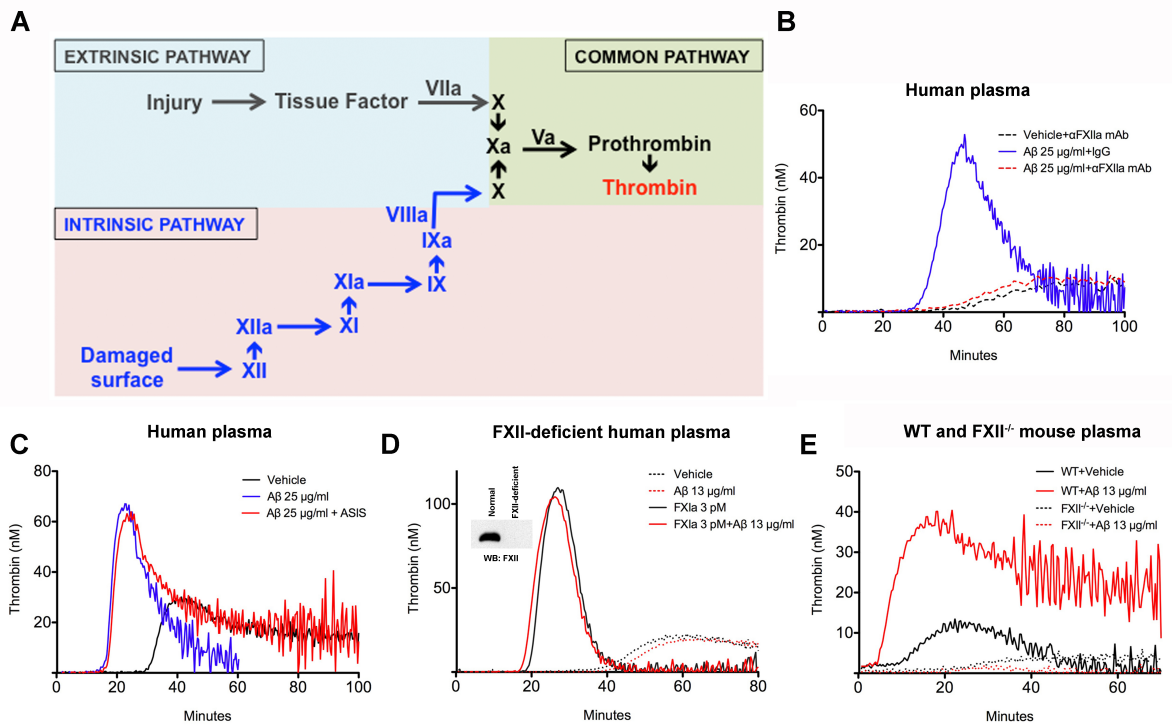 A
EXTRINSIC PATHWAY
COMMON PATHWAY
Injury
Tissue Factor
VIIa
X
Xa
Va
Prothrombin
Thrombin
X
INTRINSIC PATHWAY
VIIIa
IXa
IX
XIa
XI
XIIa
XII
Damaged
surface
B
Human plasma
Vehicle+αFXIIa mAb
Aβ 25 µg/ml+IgG
Aβ 25 µg/ml+αFXIIa mAb
Thrombin (nM)
60
40
20
0
20
40
60
80
100
Minutes
C
Human plasma
Vehicle
Aβ 25 µg/ml
Aβ 25 µg/ml + ASIS
Thrombin (nM)
80
60
40
20
0
20
40
60
80
100
Minutes
D
FXII-deficient human plasma
Normal
FXII-deficient
WB: FXII
Vehicle
Aβ 13 µg/ml
FXIa 3 pM
FXIa 3 pM+Aβ 13 µg/ml
Thrombin (nM)
100
50
0
20
40
60
80
Minutes
E
WT and FXII-/- mouse plasma
WT+Vehicle
WT+Aβ 13 µg/ml
FXII-/-+Vehicle
FXII-/-+Aβ 13 µg/ml
Thrombin (nM)
50
40
30
20
10
0
20
40
60
Minutes